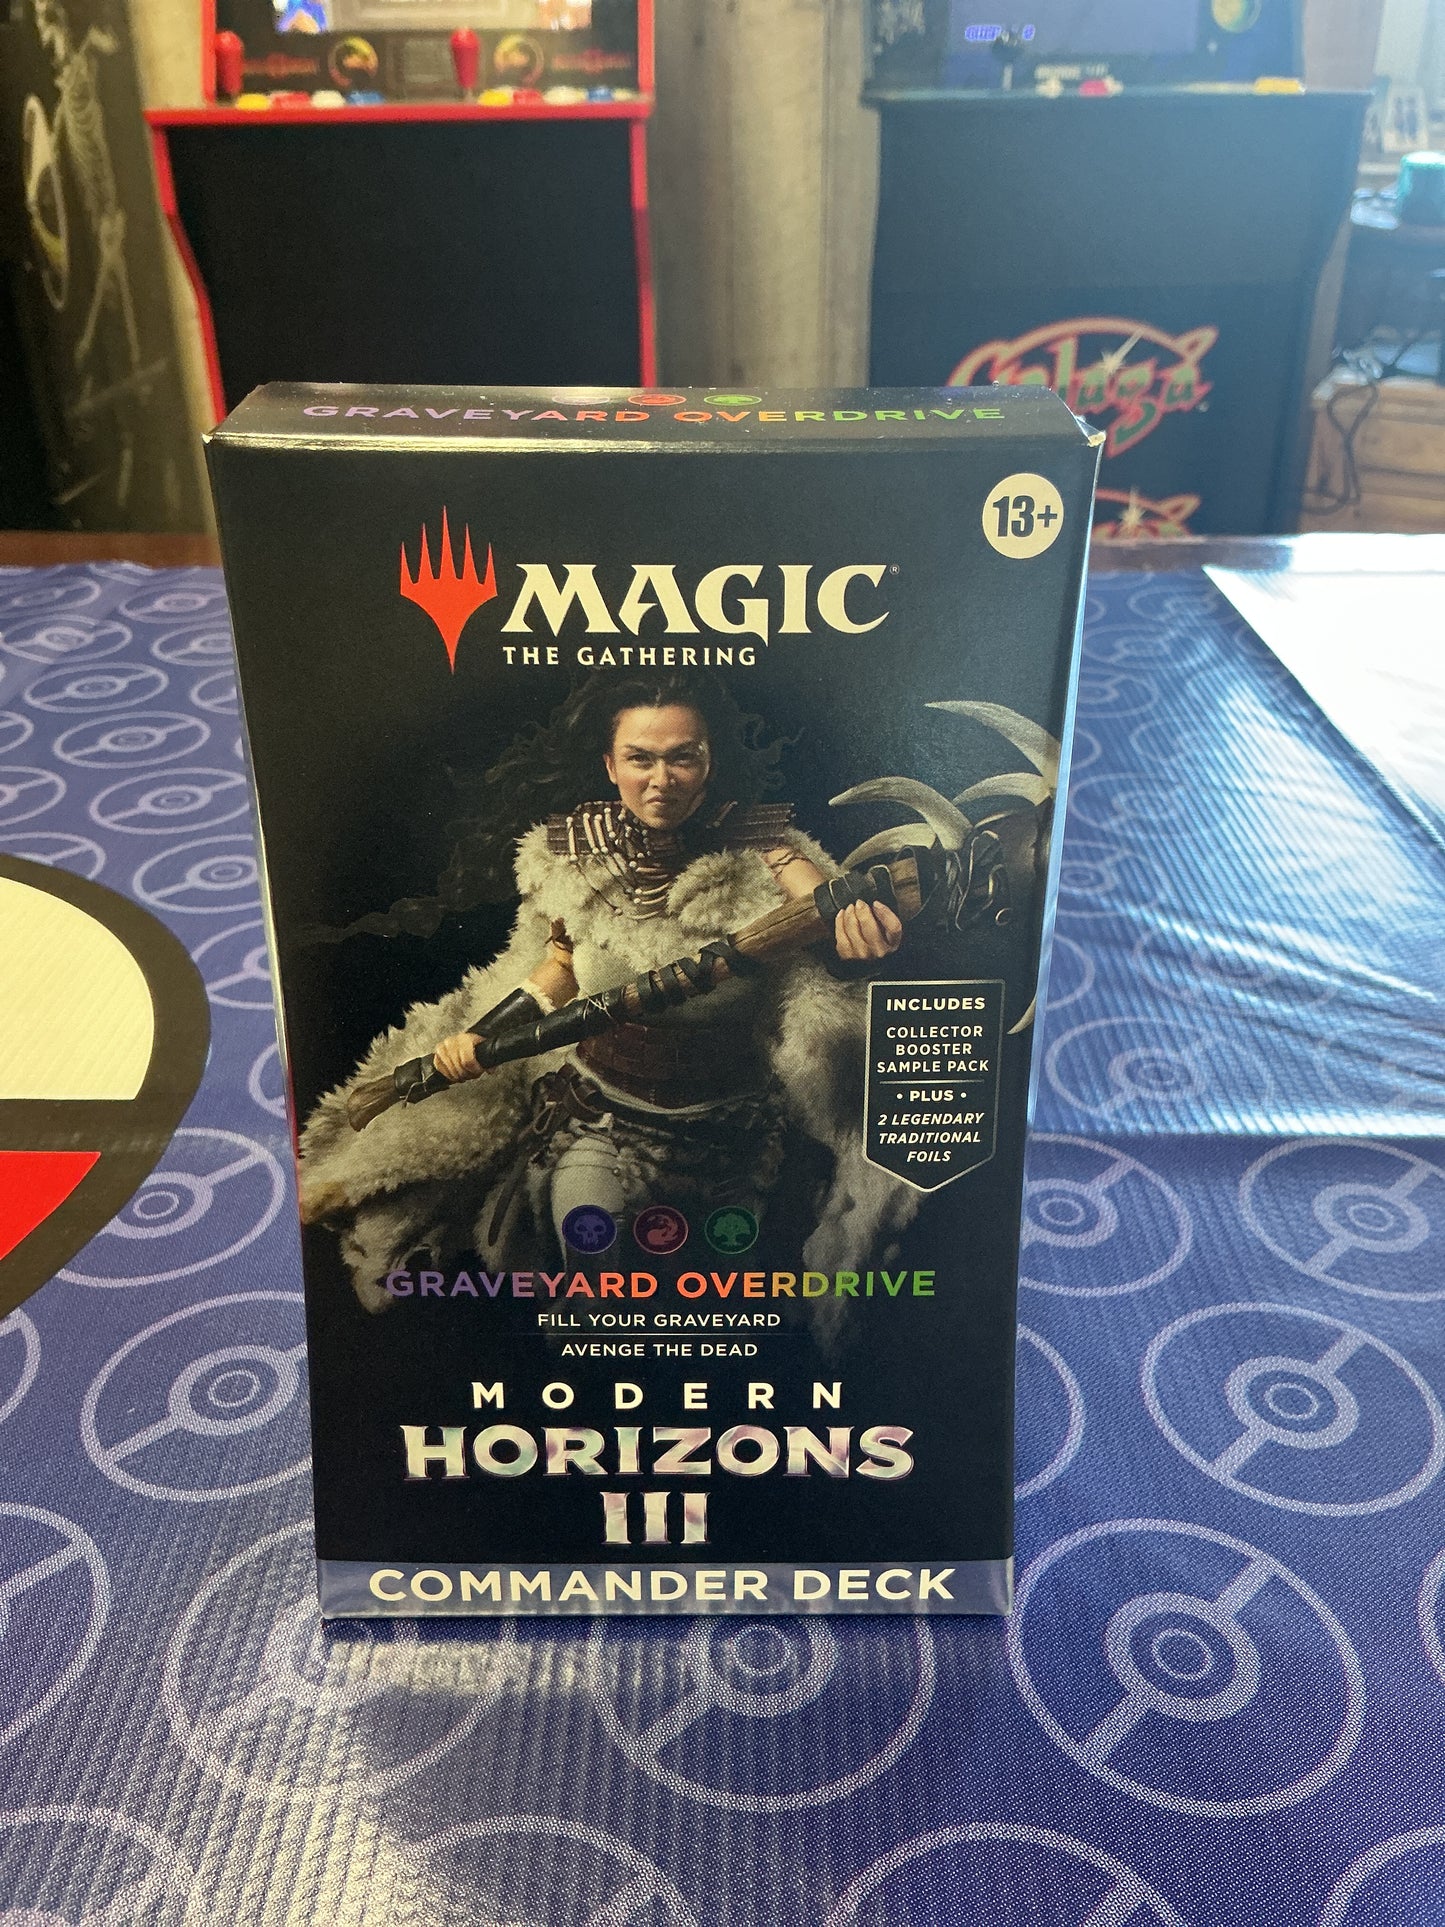 Galaga
GRAVEYARD OVERDRIVE
13+
MAGIC®
THE GATHERING
INCLUDES
COLLECTOR
BOOSTER
SAMPLE PACK
• PLUS •
2 LEGENDARY
TRADITIONAL
FOILS
GRAVEYARD OVERDRIVE
FILL YOUR GRAVEYARD
AVENGE THE DEAD
MODERN
HORIZONS
III
COMMANDER DECK